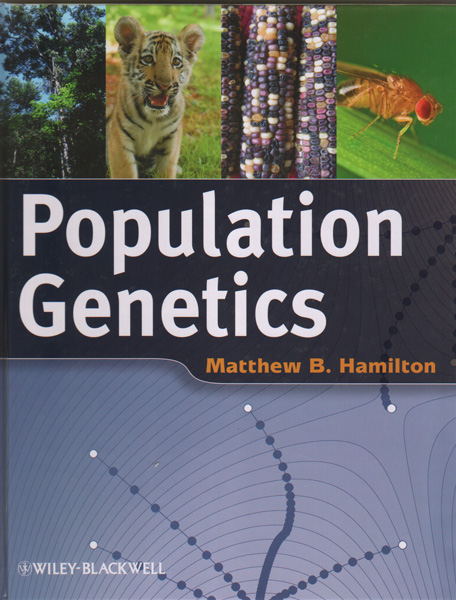 Population
Genetics
Matthew B. Hamilton
WILEY-BLACKWELL